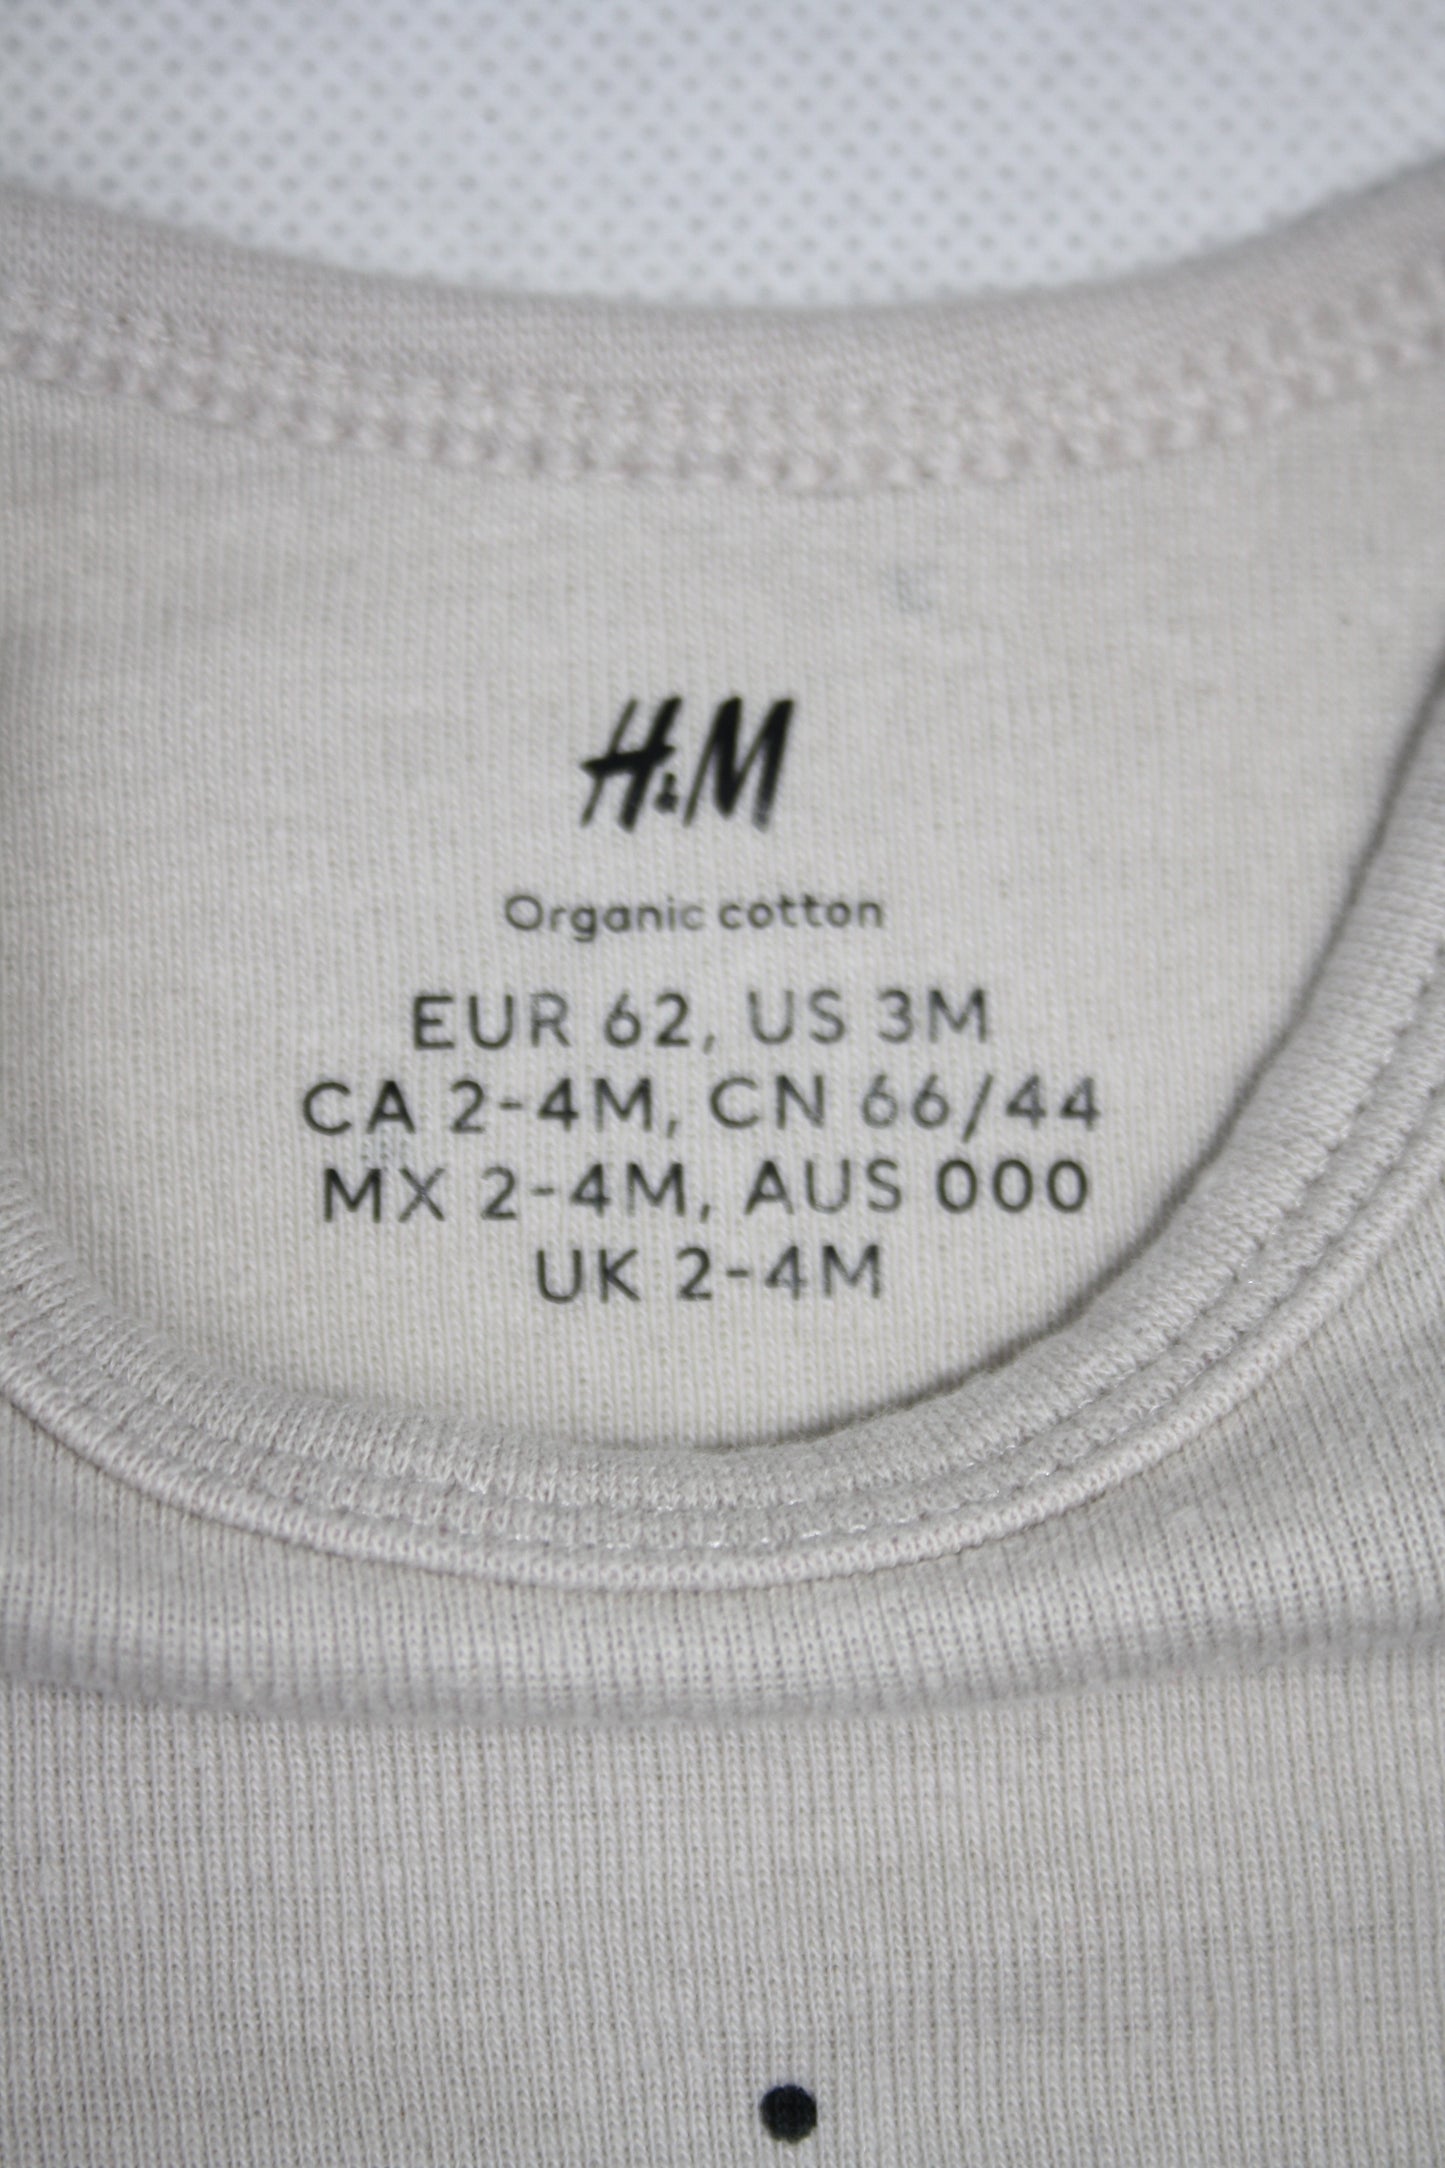 H&M
Organic cotton
EUR 62, US 3M
CA 2-4M, CN 66/44
MX 2-4M, AUS 000
UK 2-4M